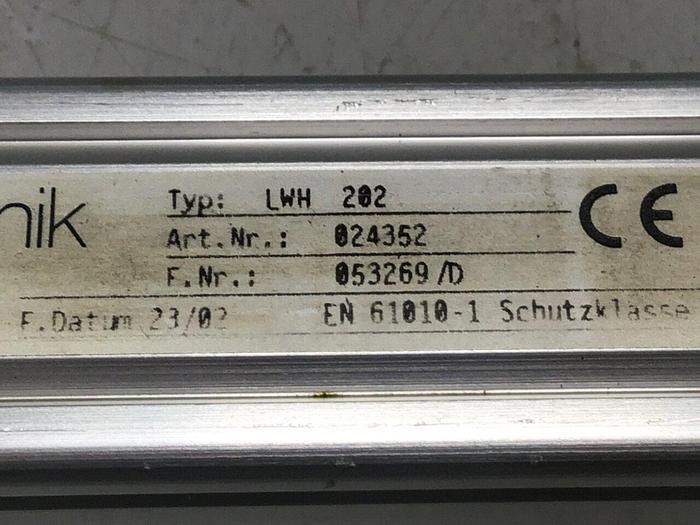 nik
Typ: LWH 202
CE
Art.Nr.: 024352
F.Nr.: 053269/D
F.Datum 23/02 EN 61010-1 Schutzklasse